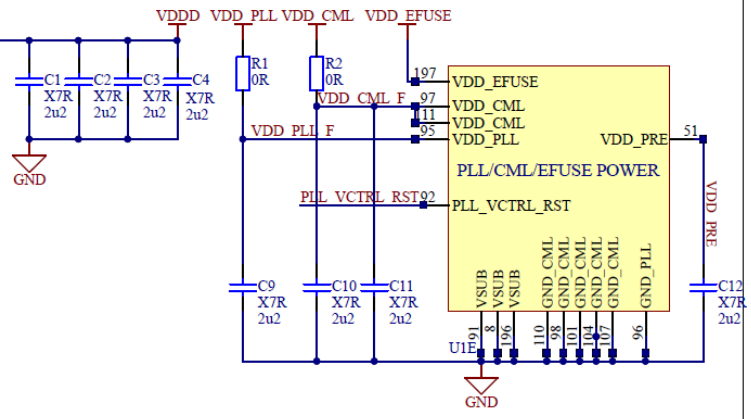 VDDD VDD_PLL VDD_CML VDD_EFUSE
R1
0R
R2
0R
C1
X7R
2u2
C2
X7R
2u2
C3
X7R
2u2
C4
X7R
2u2
GND
VDD_CML_F
VDD_PLL_F
PLL_VCTRL_RST
197 VDD_EFUSE
97 VDD_CML
111 VDD_CML
95 VDD_PLL
VDD_PRE 51
PLL/CML/EFUSE POWER
92 PLL_VCTRL_RST
VDD_PRE
C9
X7R
2u2
C10
X7R
2u2
C11
X7R
2u2
C12
X7R
2u2
VSUB 91
VSUB 8
VSUB 196
GND_CML 110
GND_CML 98
GND_CML 101
GND_CML 104
GND_CML 107
GND_PLL 96
U1E
GND